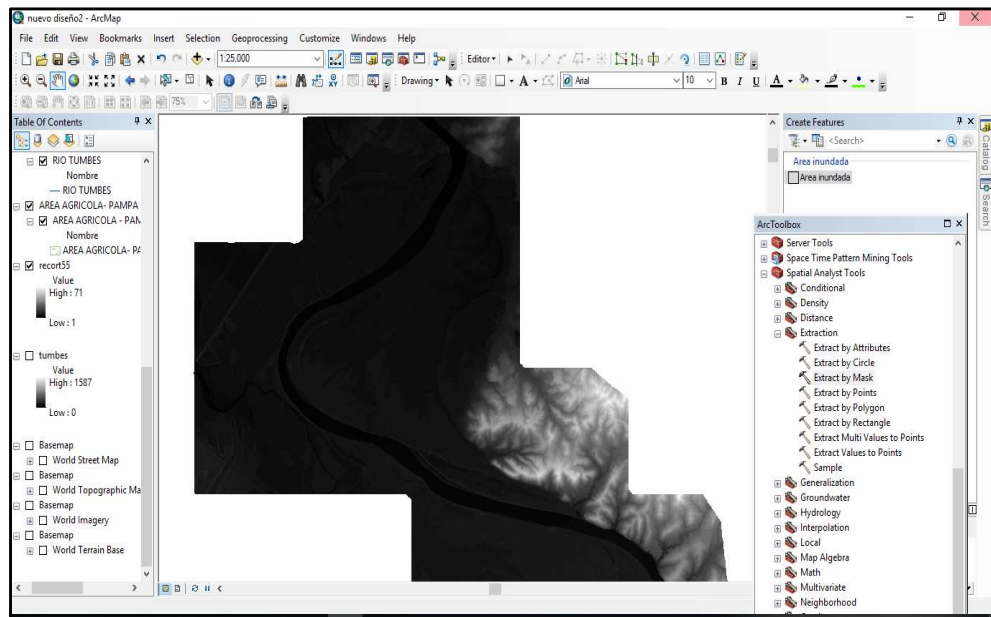 nuevo diseño2 - ArcMap
File Edit View Bookmarks Insert Selection Geoprocessing Customize Windows Help
1:25,000
Editor
Drawing
A
Arial
10
B I U A
75%
Table Of Contents
RIO TUMBES
Nombre
RIO TUMBES
AREA AGRICOLA- PAMPA
AREA AGRICOLA - PAN
Nombre
AREA AGRICOLA- PA
recort55
Value
High : 71
Low : 1
tumbes
Value
High : 1587
Low : 0
Basemap
World Street Map
Basemap
World Topographic Ma
Basemap
World Imagery
Basemap
World Terrain Base
Create Features
<Search>
Area inundada
Area inundada
Catalog
Search
ArcToolbox
Server Tools
Space Time Pattern Mining Tools
Spatial Analyst Tools
Conditional
Density
Distance
Extraction
Extract by Attributes
Extract by Circle
Extract by Mask
Extract by Points
Extract by Polygon
Extract by Rectangle
Extract Multi Values to Points
Extract Values to Points
Sample
Generalization
Groundwater
Hydrology
Interpolation
Local
Map Algebra
Math
Multivariate
Neighborhood